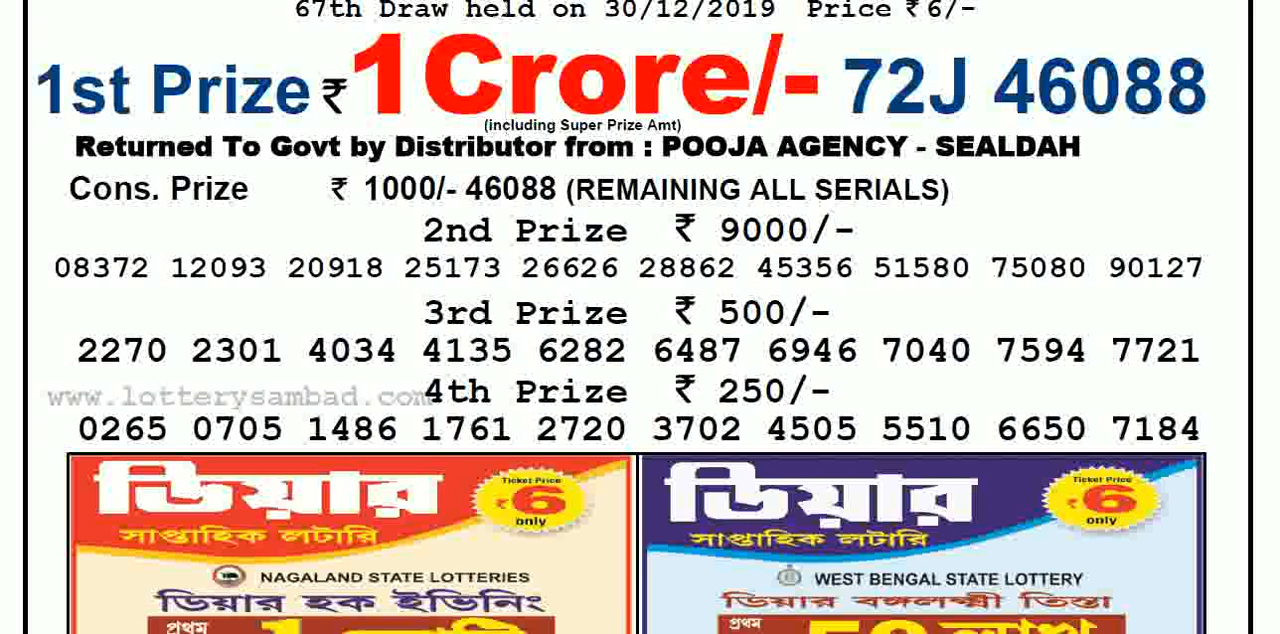 67th Draw held on 30/12/2019 Price ₹ 6/-
1st Prize ₹ 1Crore/- 72J 46088
(including Super Prize Amt)
Returned To Govt by Distributor from : POOJA AGENCY - SEALDAH
Cons. Prize ₹ 1000/- 46088 (REMAINING ALL SERIALS)
2nd Prize ₹ 9000/-
08372 12093 20918 25173 26626 28862 45356 51580 75080 90127
3rd Prize ₹ 500/-
2270 2301 4034 4135 6282 6487 6946 7040 7594 7721
www.lotterysambad.com
4th Prize ₹ 250/-
0265 0705 1486 1761 2720 3702 4505 5510 6650 7184
ডিয়ার
Ticket Price
₹6
only
সাপ্তাহিক লটারি
NAGALAND STATE LOTTERIES
ডিয়ার হক ইভিনিং
প্রথম
ডিয়ার
Ticket Price
₹6
only
সাপ্তাহিক লটারি
WEST BENGAL STATE LOTTERY
ডিয়ার বঙ্গলক্ষ্মী তিস্তা
প্রথম